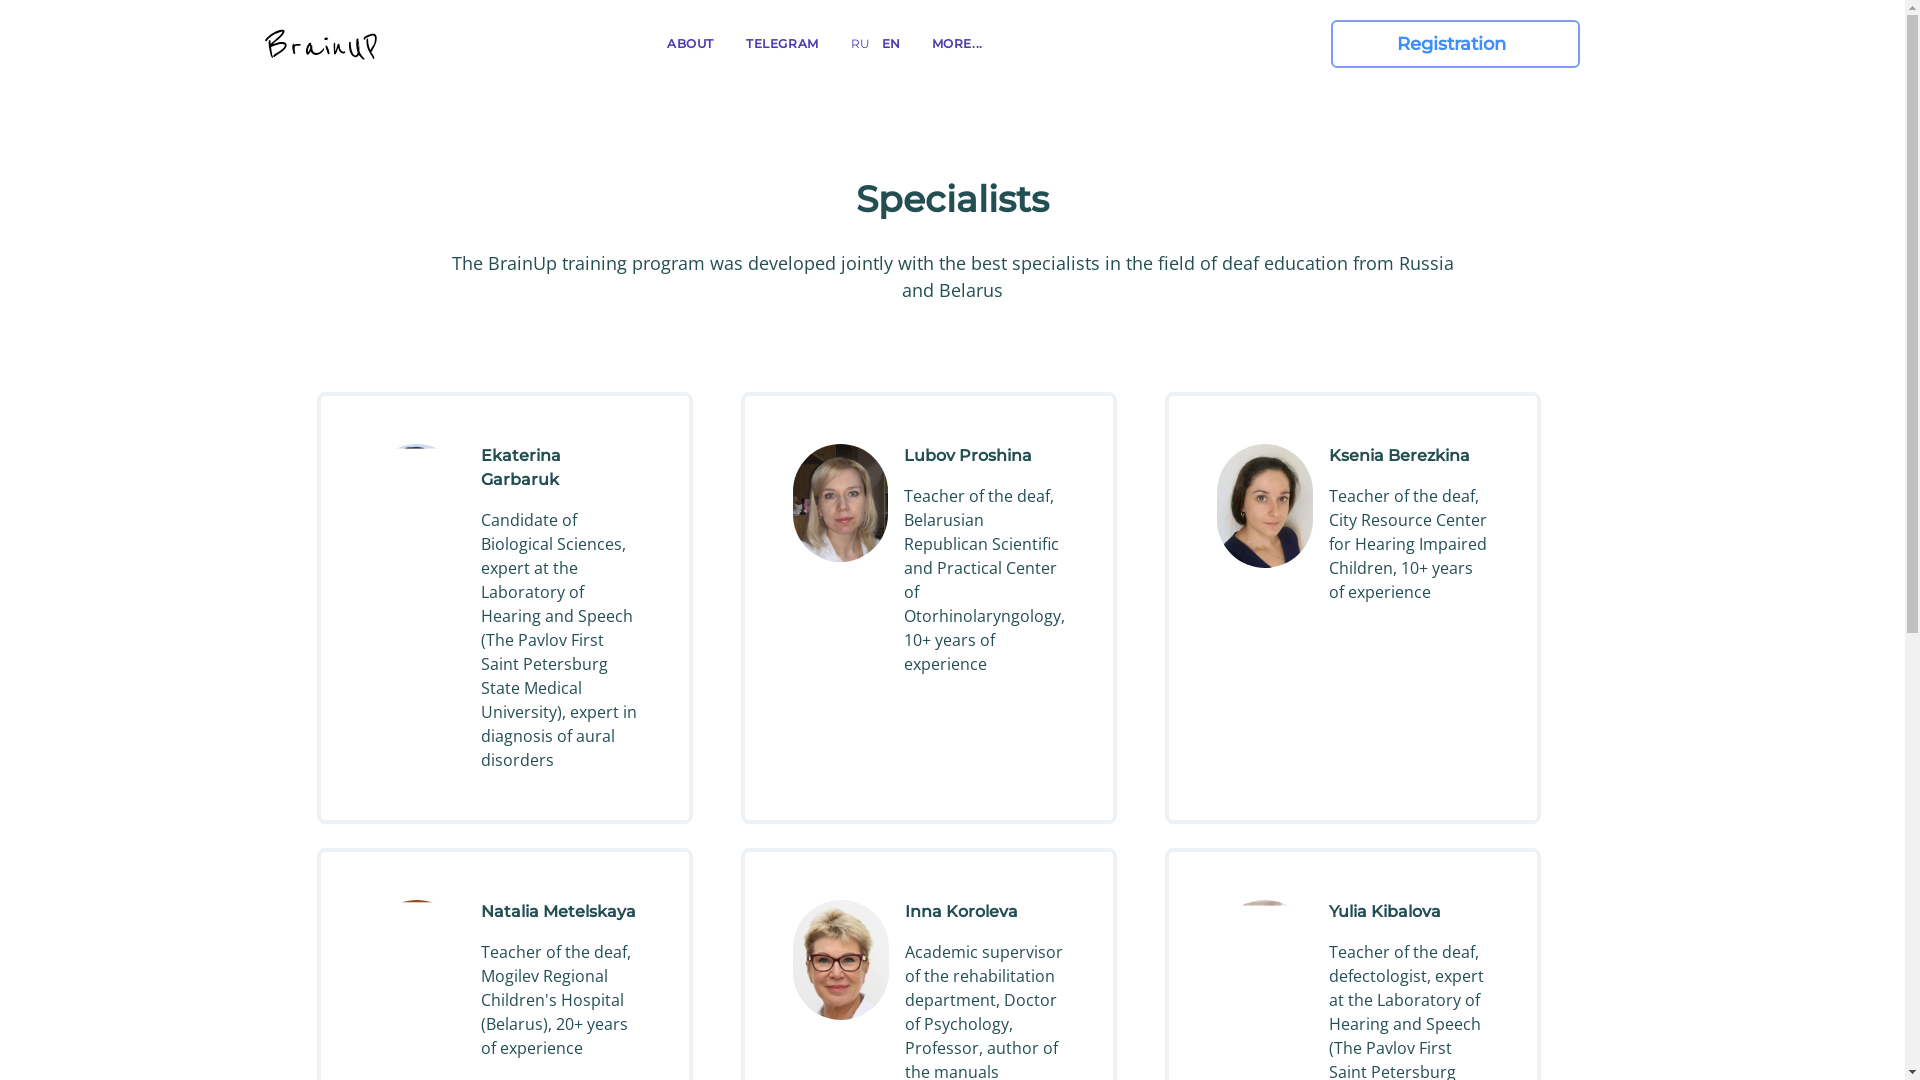 BrainUP
ABOUT
TELEGRAM
RU
EN
MORE...
Registration
Specialists
The BrainUp training program was developed jointly with the best specialists in the field of deaf education from Russia
and Belarus
Ekaterina
Garbaruk
Candidate of
Biological Sciences,
expert at the
Laboratory of
Hearing and Speech
(The Pavlov First
Saint Petersburg
State Medical
University), expert in
diagnosis of aural
disorders
Lubov Proshina
Teacher of the deaf,
Belarusian
Republican Scientific
and Practical Center
of
Otorhinolaryngology,
10+ years of
experience
Ksenia Berezkina
Teacher of the deaf,
City Resource Center
for Hearing Impaired
Children, 10+ years
of experience
Natalia Metelskaya
Teacher of the deaf,
Mogilev Regional
Children's Hospital
(Belarus), 20+ years
of experience
Inna Koroleva
Academic supervisor
of the rehabilitation
department, Doctor
of Psychology,
Professor, author of
the manuals
Yulia Kibalova
Teacher of the deaf,
defectologist, expert
at the Laboratory of
Hearing and Speech
(The Pavlov First
Saint Petersburg